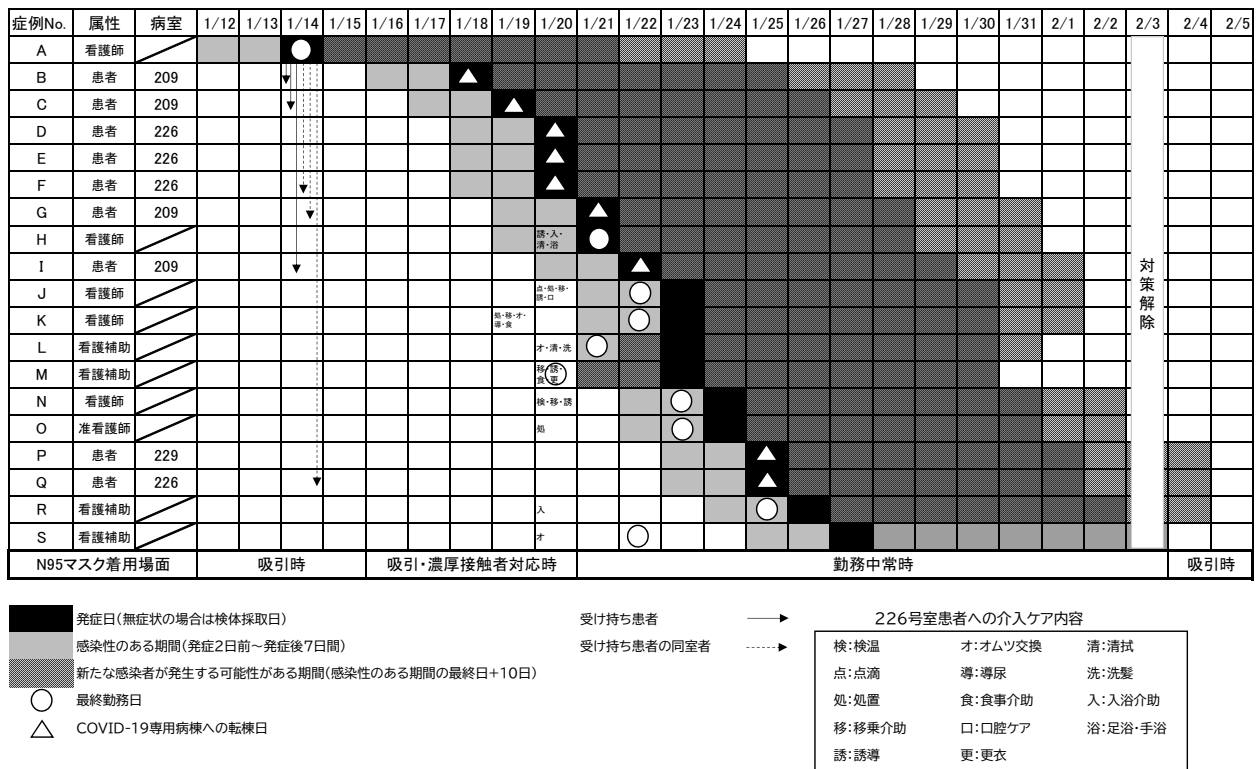 症例No. 属性 病室 1/12 1/13 1/14 1/15 1/16 1/17 1/18 1/19 1/20 1/21 1/22 1/23 1/24 1/25 1/26 1/27 1/28 1/29 1/30 1/31 2/1 2/2 2/3 2/4 2/5
A 看護師
B 患者 209
C 患者 209
D 患者 226
E 患者 226
F 患者 226
G 患者 209
H 看護師 誘・入・
清・浴
I 患者 209
J 看護師 点・処・移・
誘・口
K 看護師 処・移・オ・
導・食
L 看護補助 オ・清・洗
M 看護補助 移・誘・
食・更
N 看護師 検・移・誘
O 准看護師 処
P 患者 229
Q 患者 226
R 看護補助 入
S 看護補助 オ
対策解除
N95マスク着用場面 吸引時 吸引・濃厚接触者対応時 勤務中常時 吸引時
発症日(無症状の場合は検体採取日) 受け持ち患者 226号室患者への介入ケア内容
感染性のある期間(発症2日前~発症後7日間) 受け持ち患者の同室者 検:検温 オ:オムツ交換 清:清拭
新たな感染者が発生する可能性がある期間(感染性のある期間の最終日+10日) 点:点滴 導:導尿 洗:洗髪
最終勤務日 処:処置 食:食事介助 入:入浴介助
COVID-19専用病棟への転棟日 移:移乗介助 口:口腔ケア 浴:足浴・手浴
誘:誘導 更:更衣